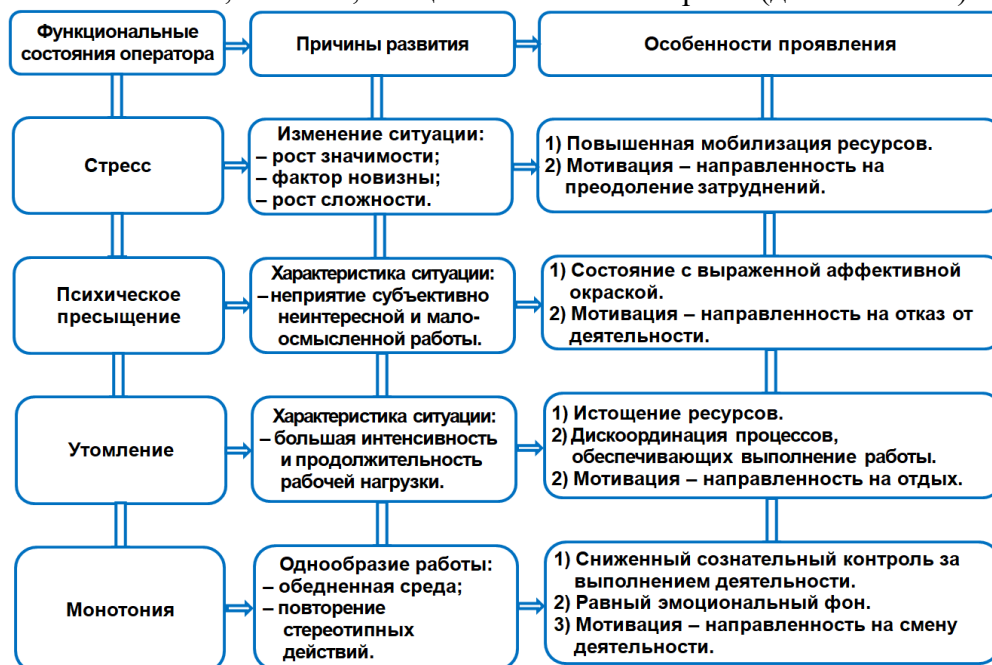 Функциональные
состояния оператора
Причины развития
Особенности проявления
Стресс
Изменение ситуации:
– рост значимости;
– фактор новизны;
– рост сложности.
1) Повышенная мобилизация ресурсов.
2) Мотивация – направленность на
преодоление затруднений.
Психическое
пресыщение
Характеристика ситуации:
– неприятие субъективно
неинтересной и мало-
осмысленной работы.
1) Состояние с выраженной аффективной
окраской.
2) Мотивация – направленность на отказ от
деятельности.
Утомление
Характеристика ситуации:
– большая интенсивность
и продолжительность
рабочей нагрузки.
1) Истощение ресурсов.
2) Дискоординация процессов,
обеспечивающих выполнение работы.
2) Мотивация – направленность на отдых.
Монотония
Однообразие работы:
– обедненная среда;
– повторение
стереотипных
действий.
1) Сниженный сознательный контроль за
выполнением деятельности.
2) Равный эмоциональный фон.
3) Мотивация – направленность на смену
деятельности.